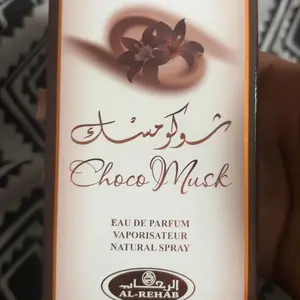 شوكو مسك
Choco Musk
EAU DE PARFUM
VAPORISATEUR
NATURAL SPRAY
الرحاب
AL-REHAB